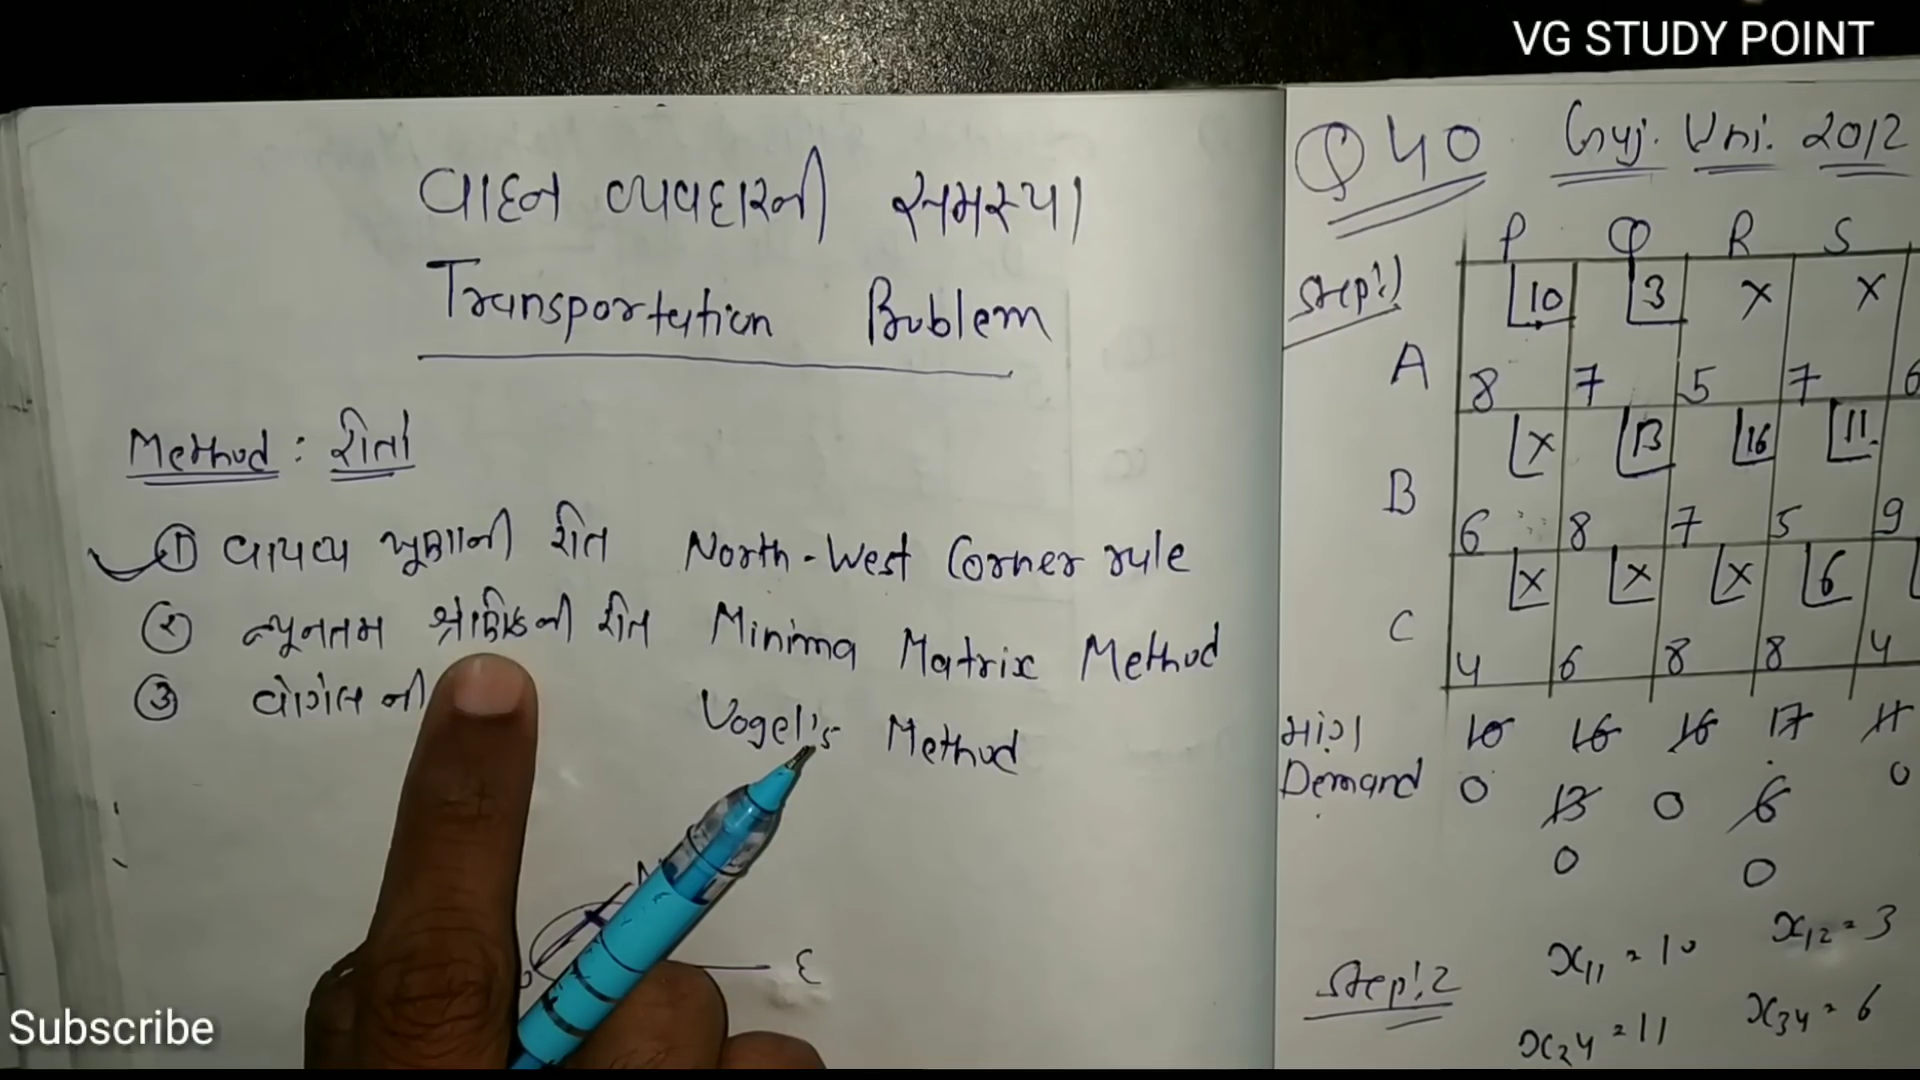 VG STUDY POINT
વાહન વ્યવહારની સમસ્યા
Transportation Problem
Method : રીતો
① વાયવ્ય ખૂણાની રીત North-West Corner rule
② ન્યૂનતમ શ્રેણિકની રીત Minima Matrix Method
③ વોગેલ ની
Vogel's Method
N
E
Q 40 Guj. Uni. 2012
Step:1
P Q R S
10 3 X X
A 8 7 5 7 6
X 13 16 11
B 6 8 7 5 9
X X X 6
C 4 6 8 8 4
માંગ 10 16 16 17 11
Demand 0 13 0 6 0
0 0
x11 = 10 x12 = 3
Step:2
x24 = 11 x34 = 6
Subscribe